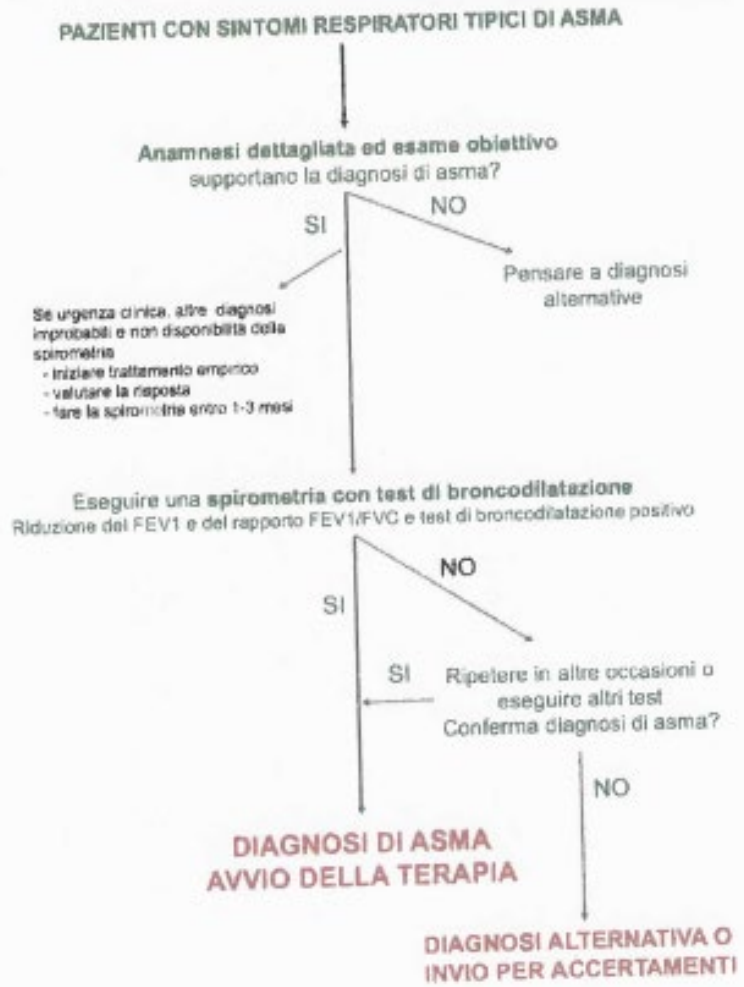 PAZIENTI CON SINTOMI RESPIRATORI TIPICI DI ASMA
Anamnesi dettagliata ed esame obiettivo
supportano la diagnosi di asma?
SI
NO
Pensare a diagnosi
alternative
Se urgenza clinica, altre diagnosi
improbabili e non disponibilità della
spirometria
- iniziare trattamento empirico
- valutare la risposta
- fare la spirometria entro 1-3 mesi
Eseguire una spirometria con test di broncodilatazione
Riduzione del FEV1 e del rapporto FEV1/FVC e test di broncodilatazione positivo
NO
SI
SI
Ripetere in altre occasioni o
eseguire altri test
Conferma diagnosi di asma?
NO
DIAGNOSI DI ASMA
AVVIO DELLA TERAPIA
DIAGNOSI ALTERNATIVA O
INVIO PER ACCERTAMENTI